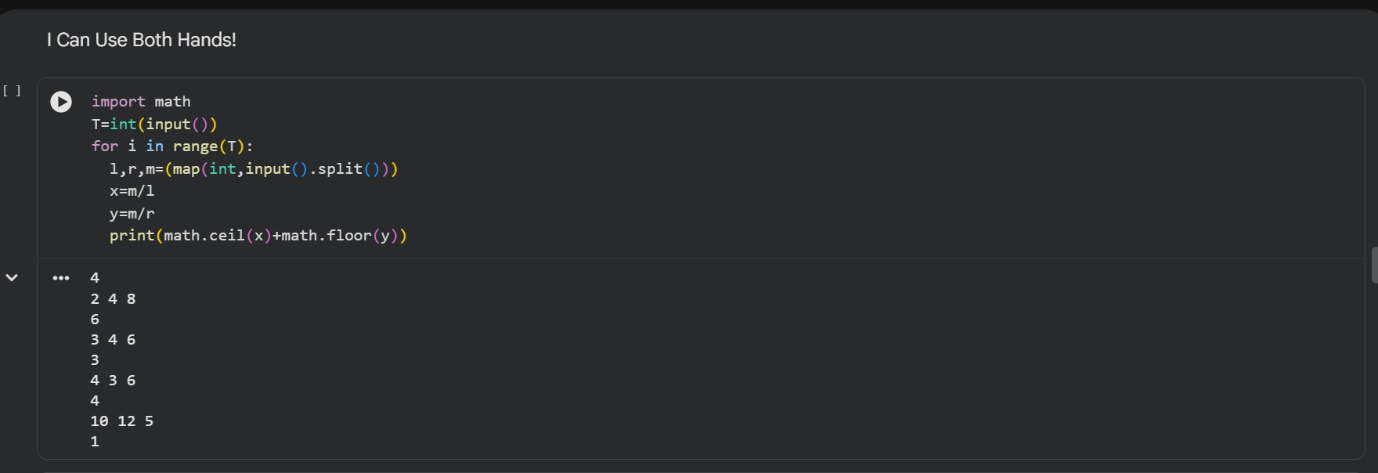 I Can Use Both Hands!
[ ]
import math
T=int(input())
for i in range(T):
  l,r,m=(map(int,input().split()))
  x=m/l
  y=m/r
  print(math.ceil(x)+math.floor(y))
4
2 4 8
6
3 4 6
3
4 3 6
4
10 12 5
1